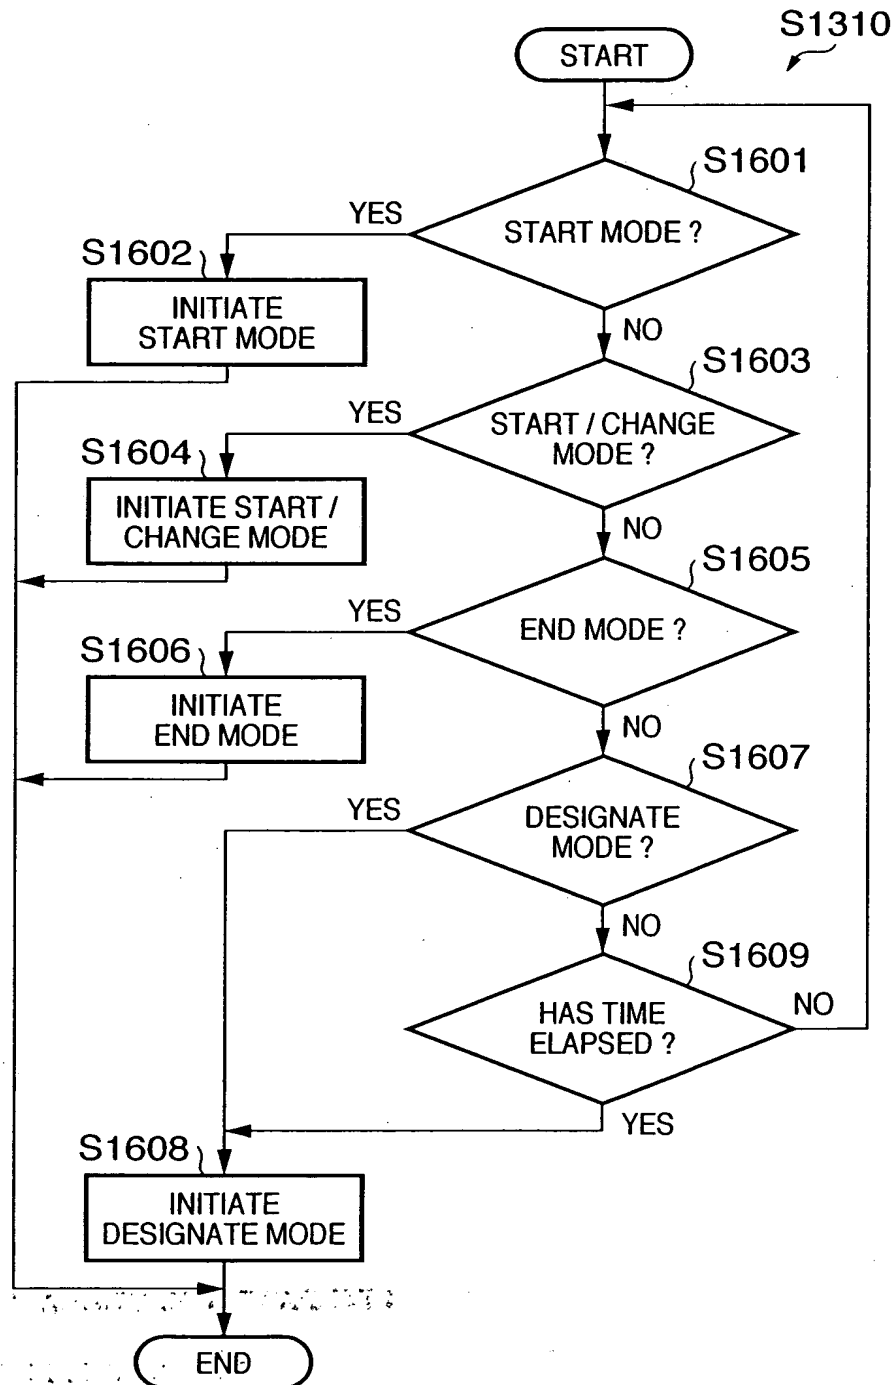 S1310
START
S1601
YES
START MODE ?
S1602
INITIATE
START MODE
NO
S1603
YES
START / CHANGE
MODE ?
S1604
INITIATE START /
CHANGE MODE
NO
S1605
YES
END MODE ?
S1606
INITIATE
END MODE
NO
S1607
YES
DESIGNATE
MODE ?
NO
S1609
NO
HAS TIME
ELAPSED ?
YES
S1608
INITIATE
DESIGNATE MODE
END